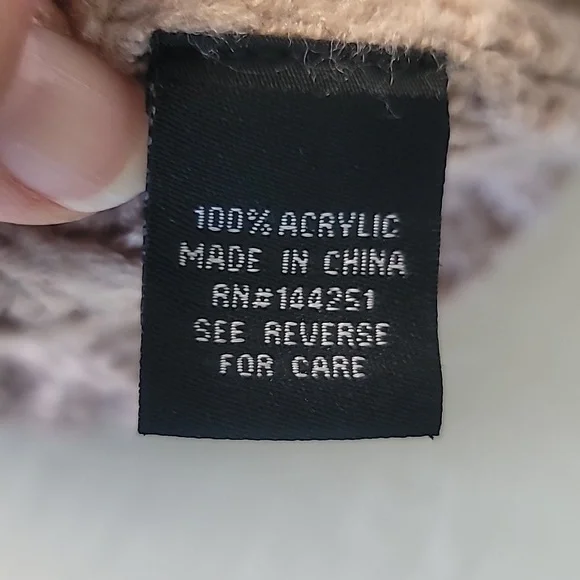 100% ACRYLIC
MADE IN CHINA
RN#144251
SEE REVERSE
FOR CARE